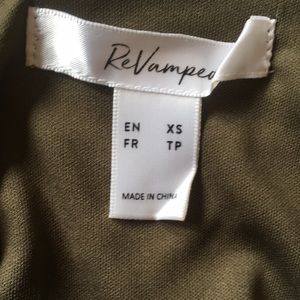 ReVamped
EN XS
FR TP
MADE IN CHINA